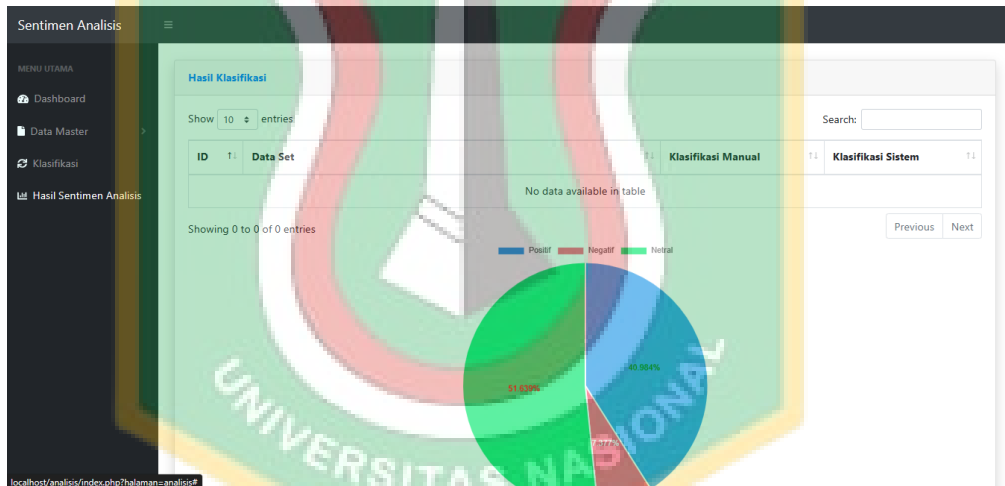 Sentimen Analisis
MENU UTAMA
Dashboard
Data Master
Klasifikasi
Hasil Sentimen Analisis
Hasil Klasifikasi
Show 10 entries
Search:
ID Data Set Klasifikasi Manual Klasifikasi Sistem
No data available in table
Showing 0 to 0 of 0 entries
Previous Next
Positif Negatif Netral
40.984%
51.639%
7.377%
UNIVERSITAS NASIONAL
localhost/analisis/index.php?halaman=analisis#